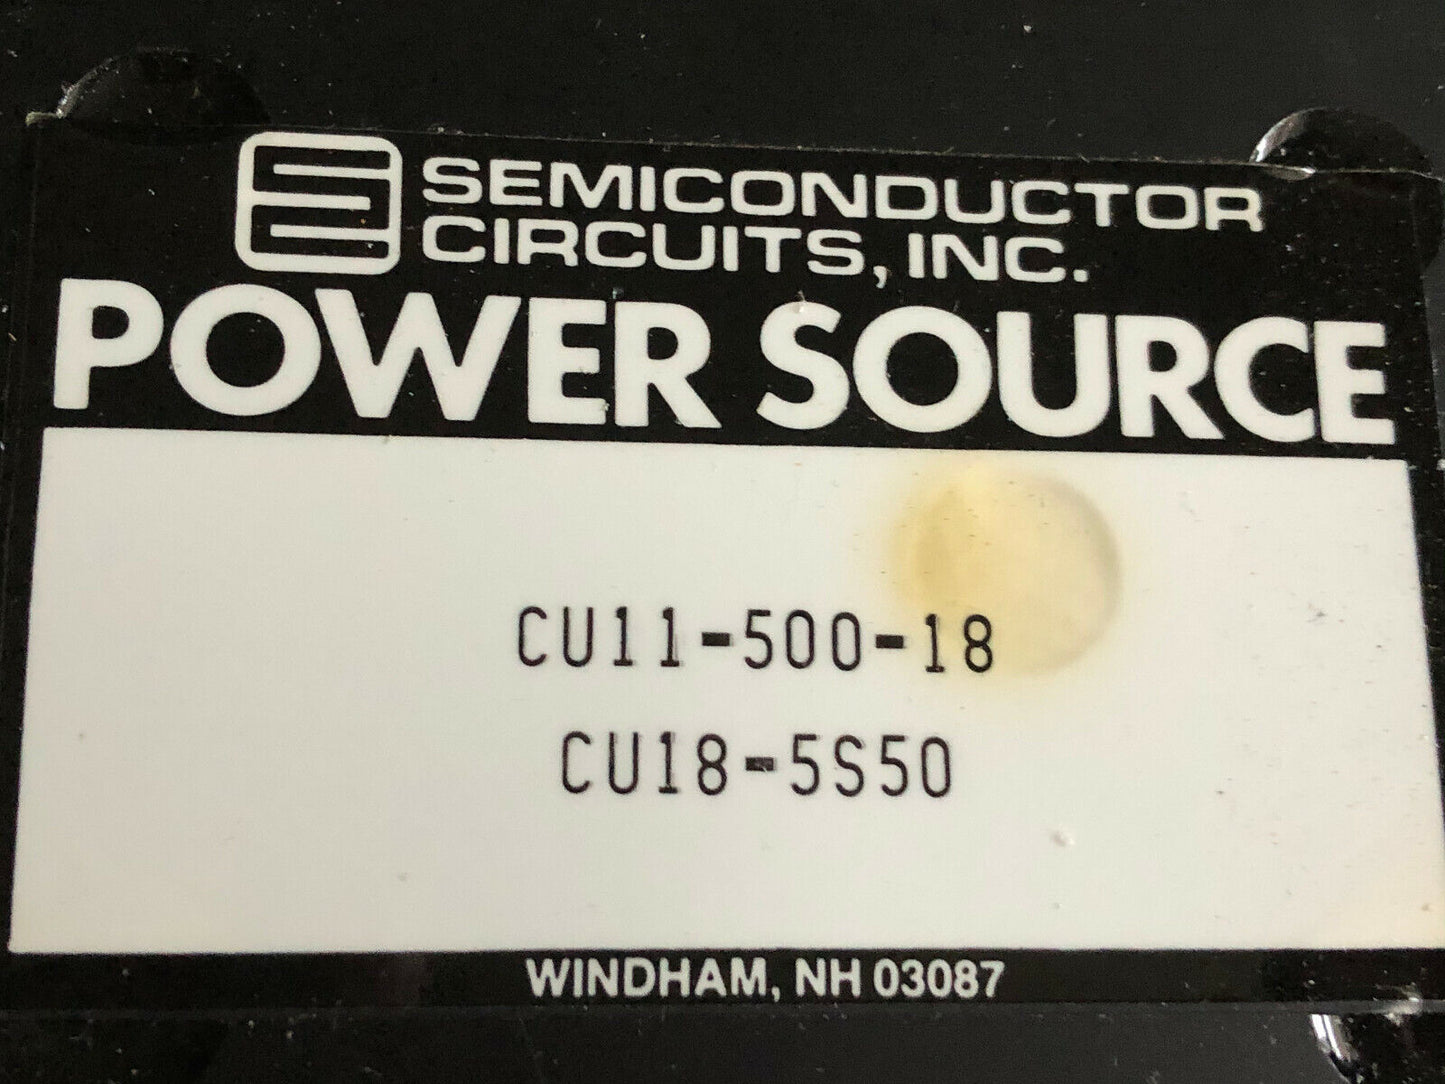 SEMICONDUCTOR
CIRCUITS, INC.
POWER SOURCE
CU11-500-18
CU18-5S50
WINDHAM, NH 03087